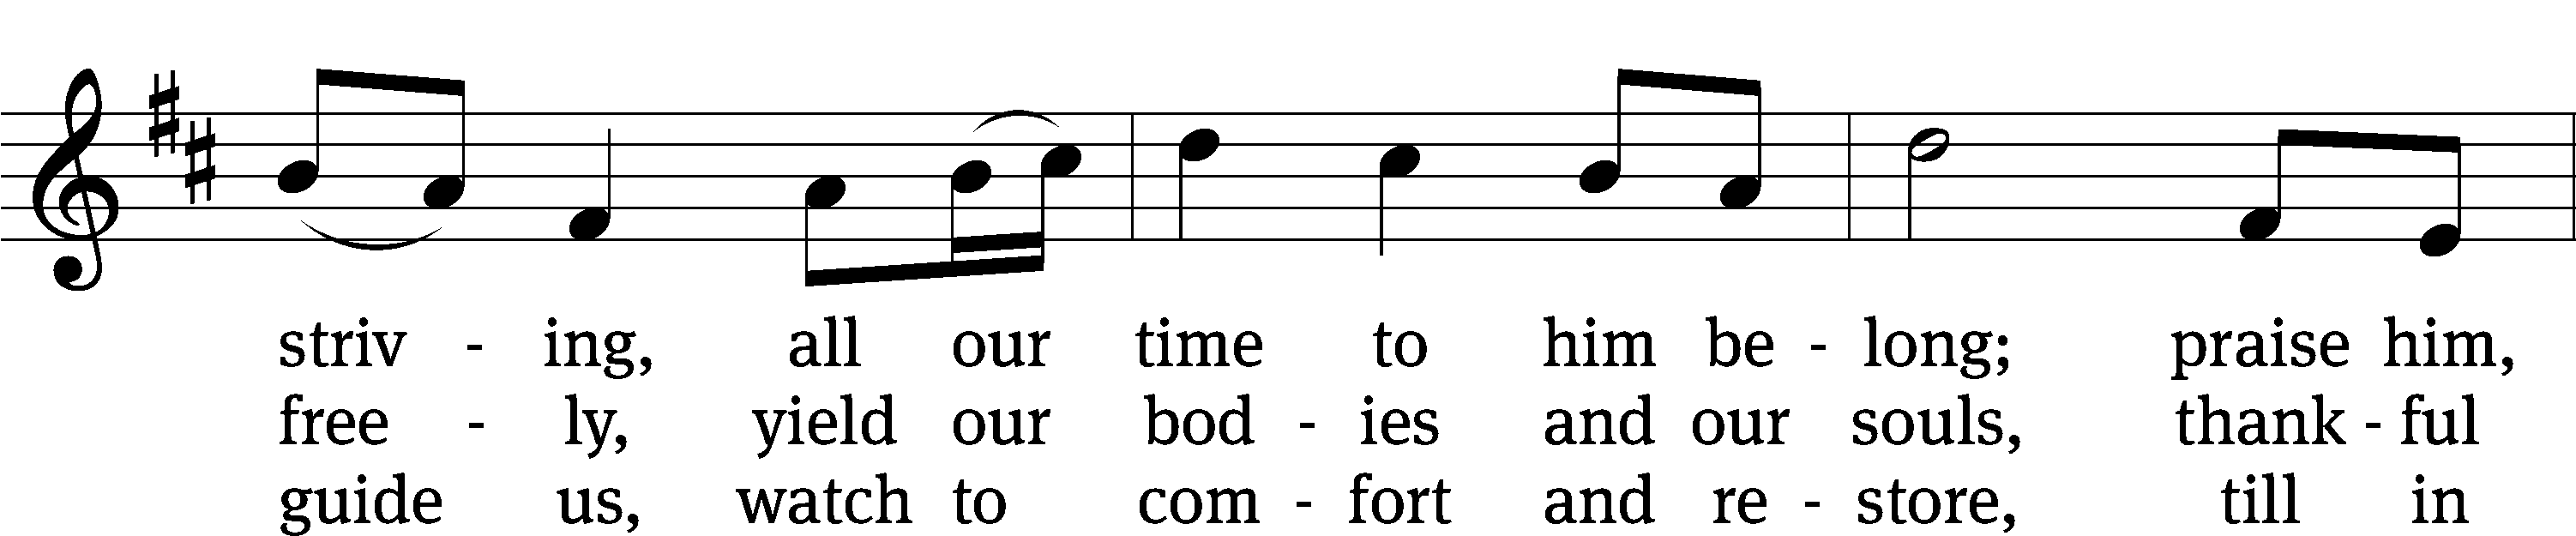 striv - ing, all our time to him be - long; praise him,
free - ly, yield our bod - ies and our souls, thank - ful
guide us, watch to com - fort and re - store, till in